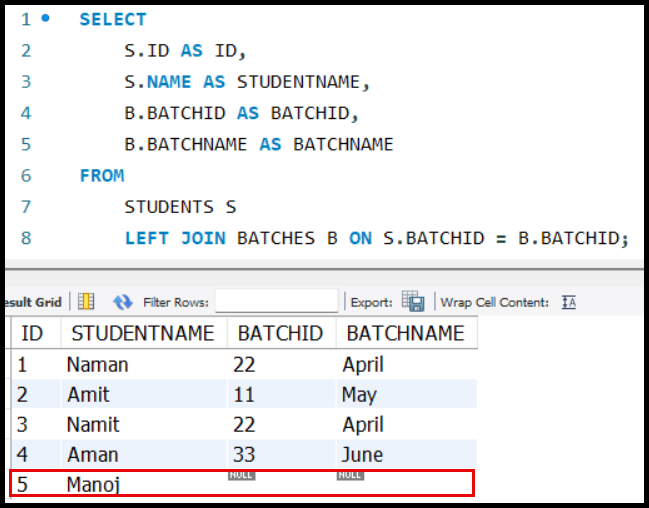 1 SELECT
2 S.ID AS ID,
3 S.NAME AS STUDENTNAME,
4 B.BATCHID AS BATCHID,
5 B.BATCHNAME AS BATCHNAME
6 FROM
7 STUDENTS S
8 LEFT JOIN BATCHES B ON S.BATCHID = B.BATCHID;
esult Grid Filter Rows: Export: Wrap Cell Content: IA
ID STUDENTNAME BATCHID BATCHNAME
1 Naman 22 April
2 Amit 11 May
3 Namit 22 April
4 Aman 33 June
5 Manoj NULL NULL